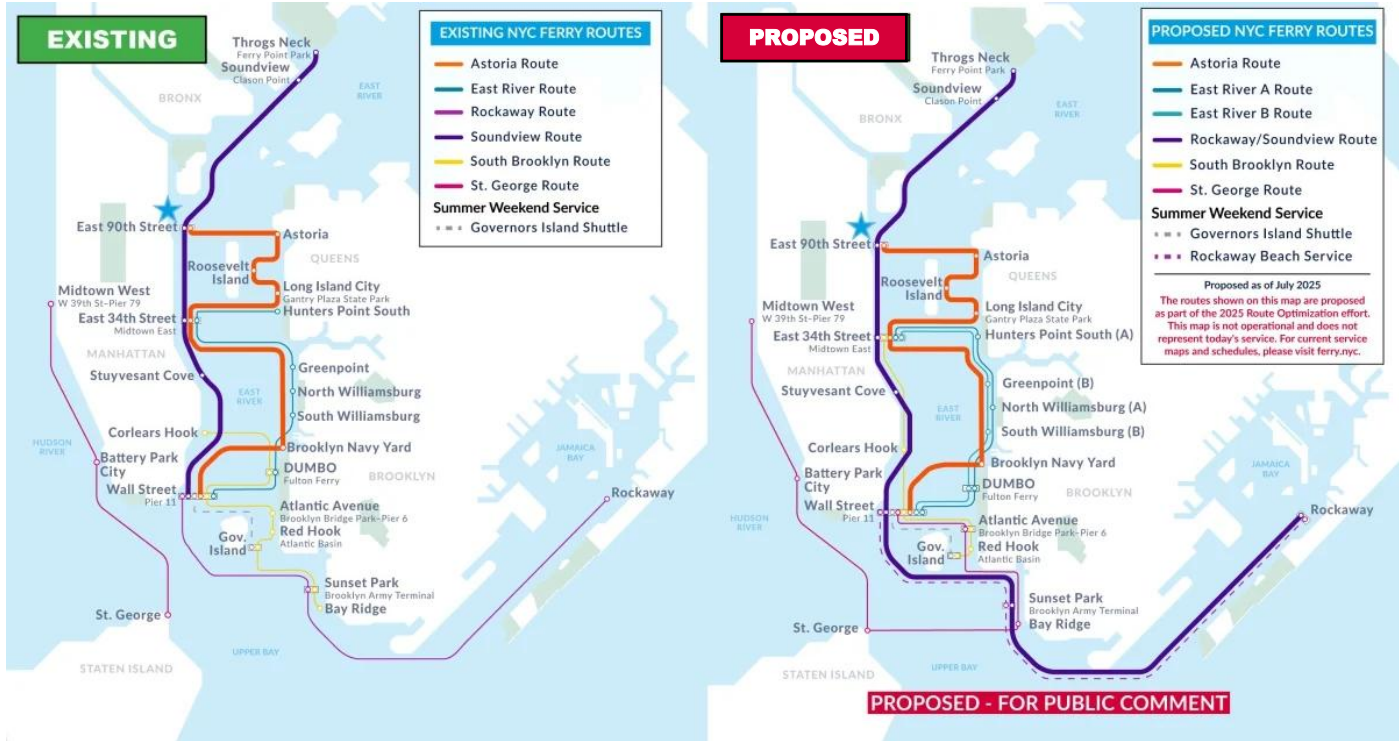 EXISTING
EXISTING NYC FERRY ROUTES
Astoria Route
East River Route
Rockaway Route
Soundview Route
South Brooklyn Route
St. George Route
Summer Weekend Service
Governors Island Shuttle
Throgs Neck
Ferry Point Park
Soundview
Clason Point
EAST
RIVER
BRONX
East 90th Street
Astoria
QUEENS
Roosevelt
Island
Long Island City
Gantry Plaza State Park
Hunters Point South
Midtown West
W 39th St–Pier 79
East 34th Street
Midtown East
MANHATTAN
Stuyvesant Cove
Greenpoint
EAST
RIVER
North Williamsburg
South Williamsburg
Corlears Hook
HUDSON
RIVER
Brooklyn Navy Yard
JAMAICA
BAY
Battery Park
City
DUMBO
Fulton Ferry
BROOKLYN
Wall Street
Pier 11
Rockaway
Atlantic Avenue
Brooklyn Bridge Park–Pier 6
Red Hook
Atlantic Basin
Gov.
Island
Sunset Park
Brooklyn Army Terminal
Bay Ridge
St. George
UPPER BAY
STATEN ISLAND
PROPOSED
PROPOSED NYC FERRY ROUTES
Astoria Route
East River A Route
East River B Route
Rockaway/Soundview Route
South Brooklyn Route
St. George Route
Summer Weekend Service
Governors Island Shuttle
Rockaway Beach Service
Proposed as of July 2025
The routes shown on this map are proposed
as part of the 2025 Route Optimization effort.
This map is not operational and does not
represent today's service. For current service
maps and schedules, please visit ferry.nyc.
Throgs Neck
Ferry Point Park
Soundview
Clason Point
EAST
RIVER
BRONX
East 90th Street
Astoria
QUEENS
Roosevelt
Island
Midtown West
W 39th St–Pier 79
Long Island City
Gantry Plaza State Park
East 34th Street
Midtown East
Hunters Point South (A)
MANHATTAN
Stuyvesant Cove
Greenpoint (B)
EAST
RIVER
North Williamsburg (A)
South Williamsburg (B)
Corlears Hook
Brooklyn Navy Yard
JAMAICA
BAY
Battery Park
City
DUMBO
Fulton Ferry
BROOKLYN
Wall Street
Pier 11
Rockaway
HUDSON
RIVER
Atlantic Avenue
Brooklyn Bridge Park–Pier 6
Gov.
Island
Red Hook
Atlantic Basin
Sunset Park
Brooklyn Army Terminal
Bay Ridge
St. George
UPPER BAY
STATEN ISLAND
PROPOSED - FOR PUBLIC COMMENT